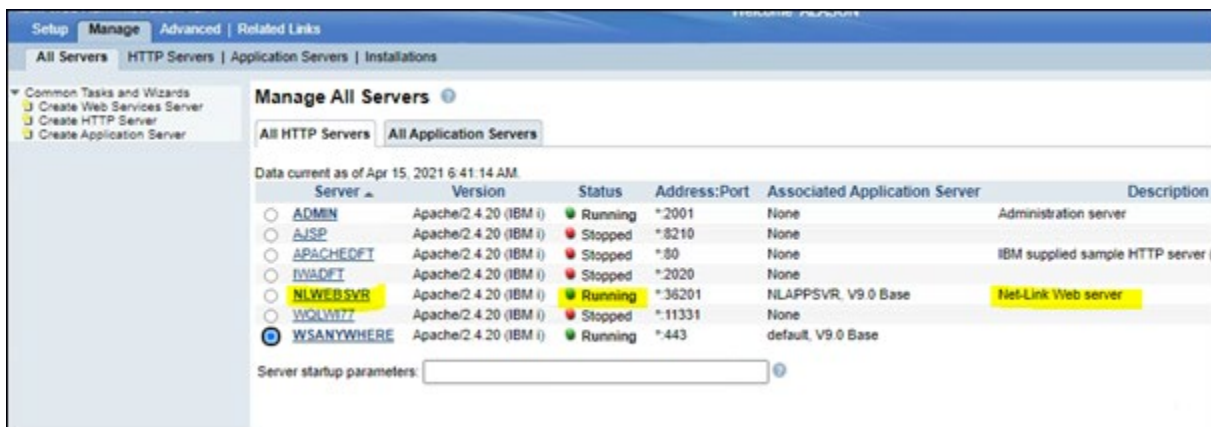 Setup Manage Advanced | Related Links
All Servers HTTP Servers | Application Servers | Installations
Common Tasks and Wizards
Create Web Services Server
Create HTTP Server
Create Application Server
Manage All Servers
All HTTP Servers All Application Servers
Data current as of Apr 15, 2021 6:41:14 AM.
Server Version Status Address:Port Associated Application Server Description
ADMIN Apache/2.4.20 (IBM i) Running *:2001 None Administration server
AJSP Apache/2.4.20 (IBM i) Stopped *:8210 None
APACHEDFT Apache/2.4.20 (IBM i) Stopped *:80 None IBM supplied sample HTTP server (
IWADFT Apache/2.4.20 (IBM i) Stopped *:2020 None
NLWEBSVR Apache/2.4.20 (IBM i) Running *:36201 NLAPPSVR, V9.0 Base Net-Link Web server
WQLWI77 Apache/2.4.20 (IBM i) Stopped *:11331 None
WSANYWHERE Apache/2.4.20 (IBM i) Running *:443 default, V9.0 Base
Server startup parameters: